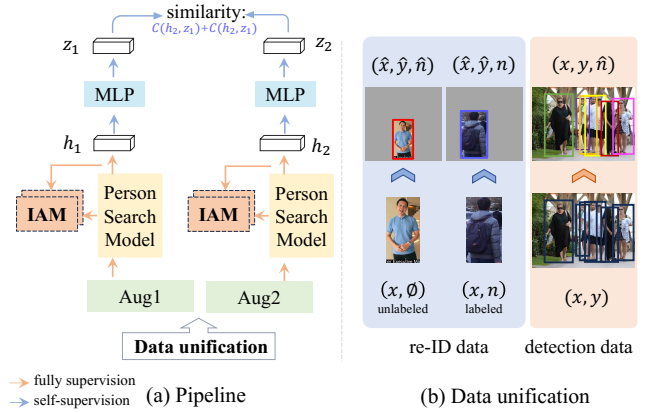 similarity:
C(h₂,z₁)+C(h₂,z₁)
z₁
z₂
MLP
MLP
h₁
h₂
IAM
Person
Search
Model
IAM
Person
Search
Model
Aug1
Aug2
Data unification
fully supervision
self-supervision
(a) Pipeline
(x̂, ŷ, n̂)
(x̂, ŷ, n)
(x, y, n̂)
(x, ∅)
unlabeled
(x, n)
labeled
(x, y)
re-ID data
detection data
(b) Data unification